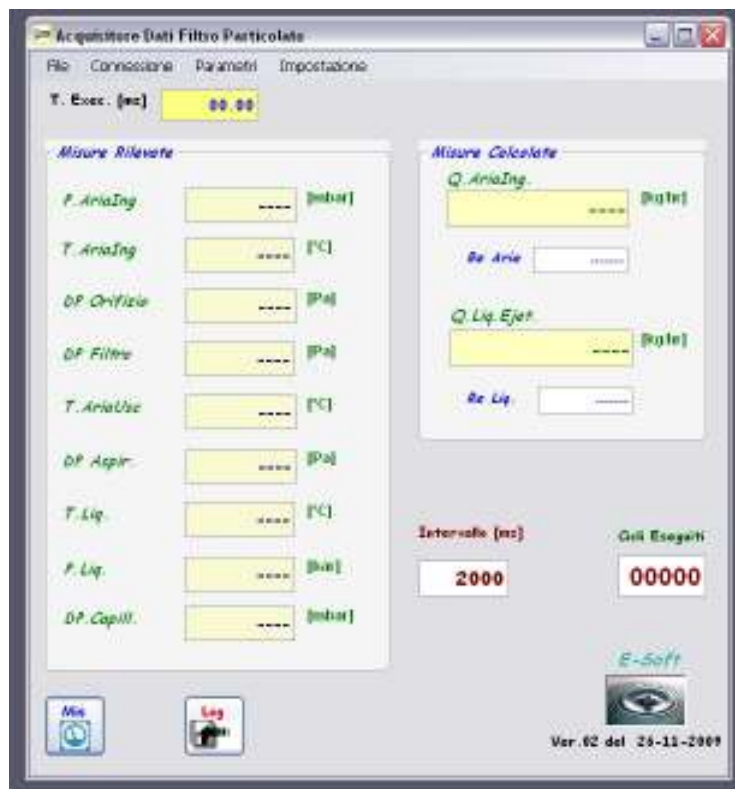 Acquisitore Dati Filtro Particolato
File Connessione Parametri Impostazione
T. Exec. [ms] 00.00
Misure Rilevate
P.AriaIng ---- [mbar]
T.AriaIng ---- [°C]
DP Orifizio ---- [Pa]
DP Filtro ---- [Pa]
T.AriaUsc ---- [°C]
DP Aspir. ---- [Pa]
T.Liq. ---- [°C]
P.Liq. ---- [bar]
DP.Capill. ---- [mbar]
Misure Calcolate
Q.AriaIng.
---- [kg/m]
Re Aria ------
Q.Liq.Ejet.
---- [kg/m]
Re Liq. ------
Intervallo [ms]
2000
Cicli Eseguiti
00000
E-Soft
Mis
Log
Ver.02 del 26-11-2009